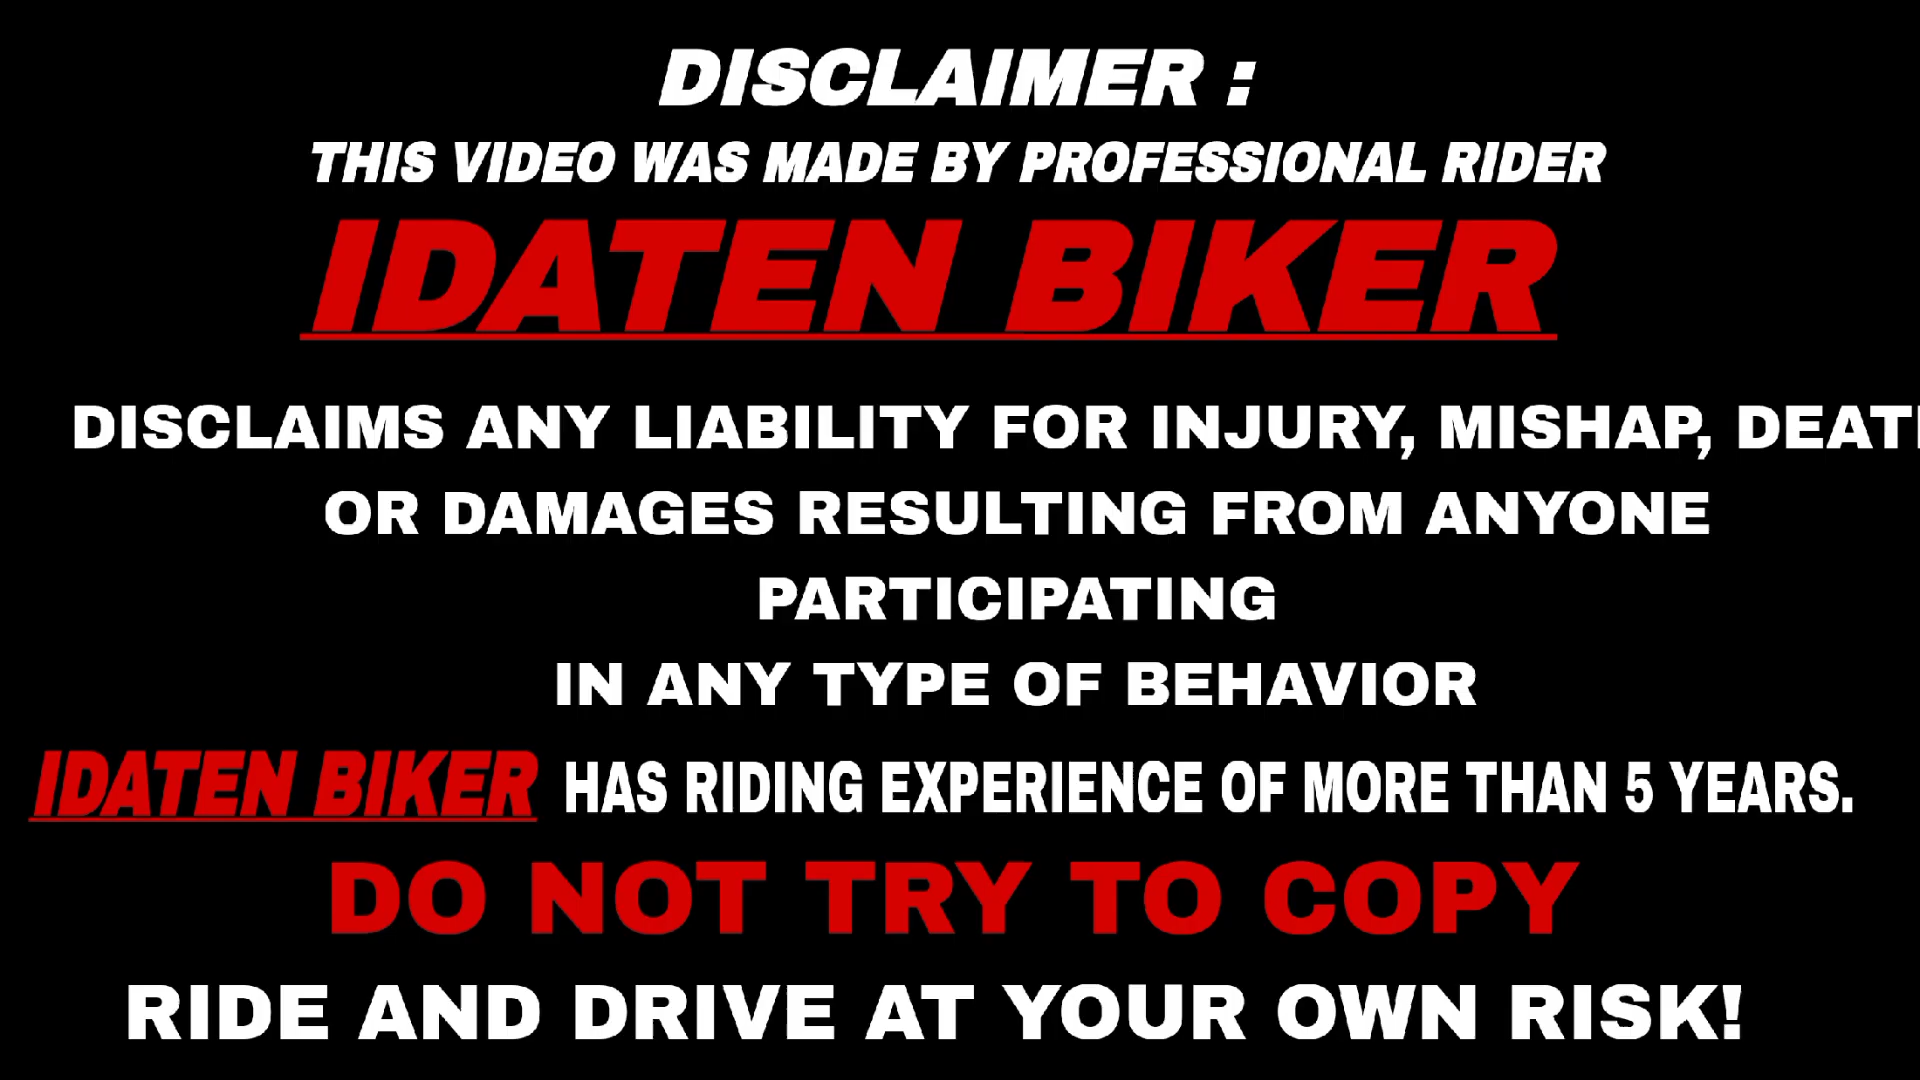 DISCLAIMER :
THIS VIDEO WAS MADE BY PROFESSIONAL RIDER
IDATEN BIKER
DISCLAIMS ANY LIABILITY FOR INJURY, MISHAP, DEATH
OR DAMAGES RESULTING FROM ANYONE
PARTICIPATING
IN ANY TYPE OF BEHAVIOR
IDATEN BIKER HAS RIDING EXPERIENCE OF MORE THAN 5 YEARS.
DO NOT TRY TO COPY
RIDE AND DRIVE AT YOUR OWN RISK!